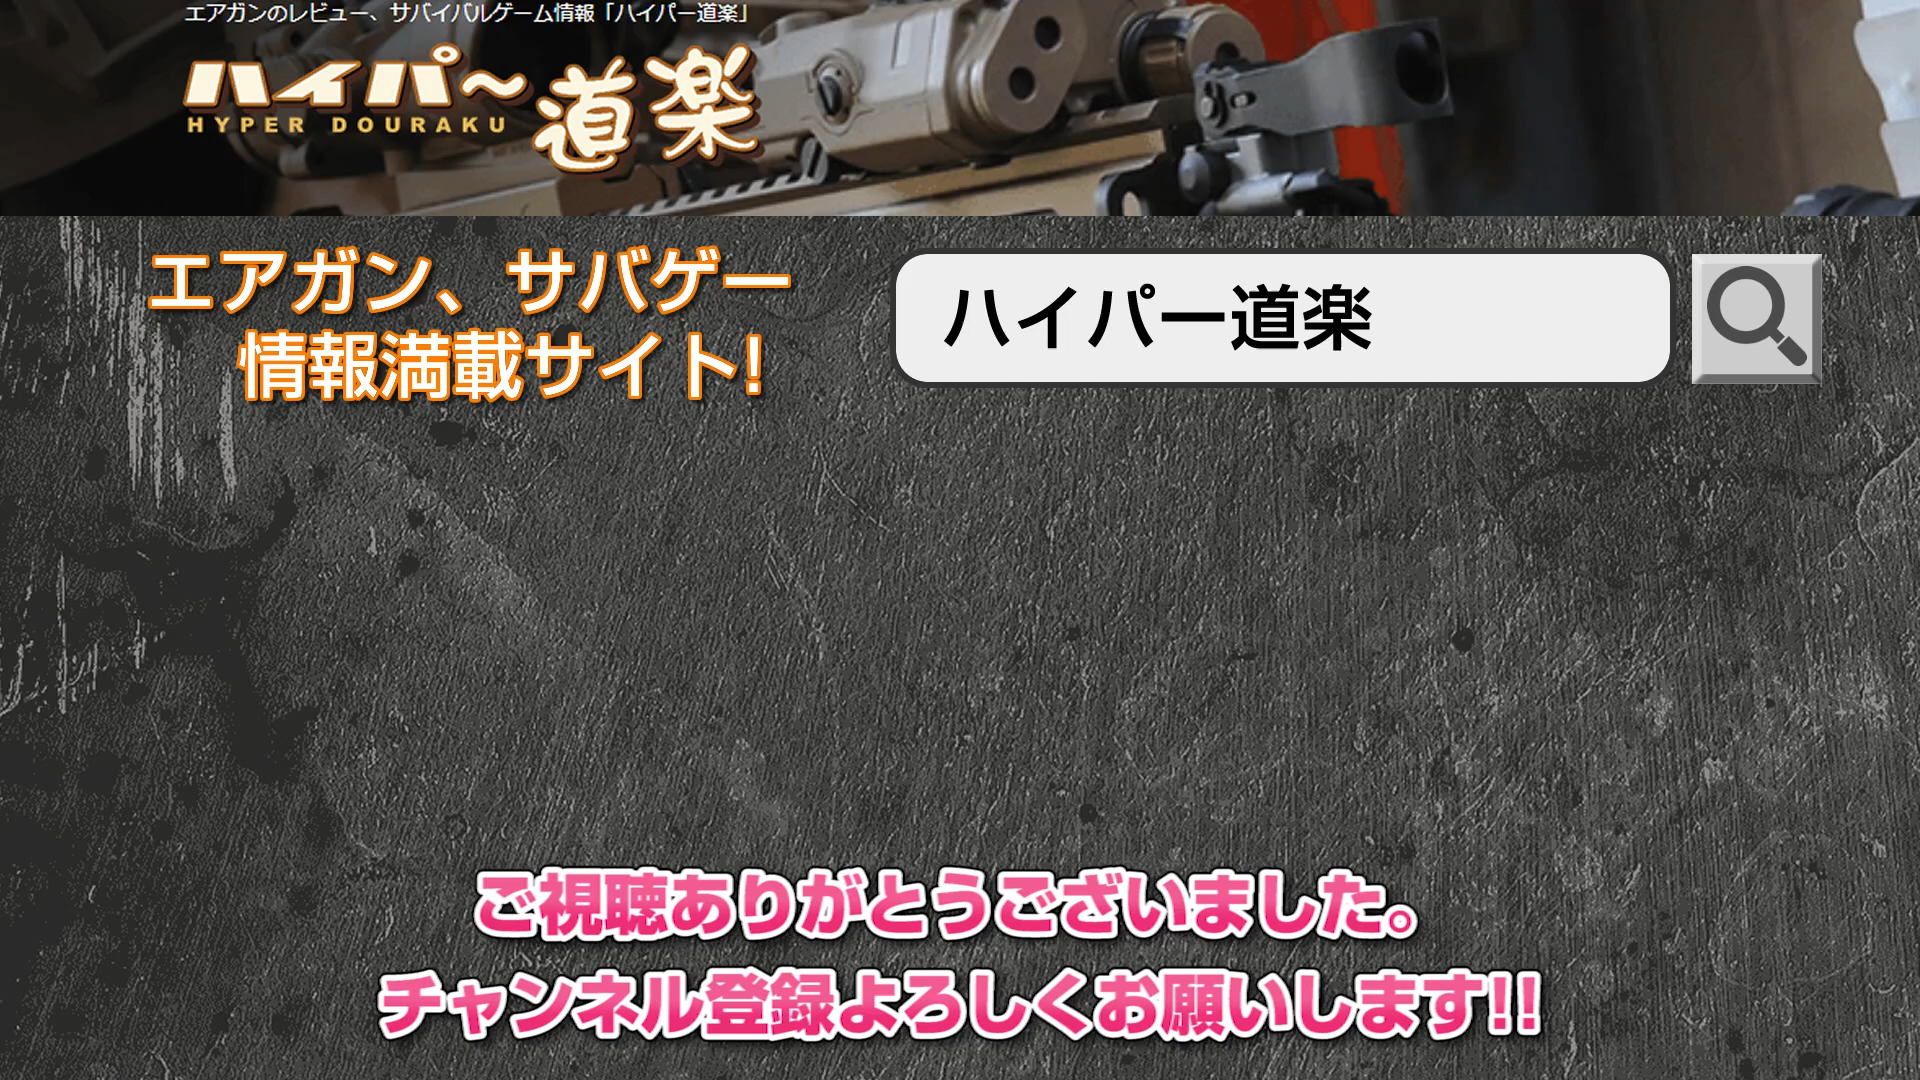 エアガンのレビュー、サバイバルゲーム情報「ハイパー道楽」
ハイパ〜道楽
HYPER DOURAKU
エアガン、サバゲー
情報満載サイト!
ハイパー道楽
ご視聴ありがとうございました。
チャンネル登録よろしくお願いします!!